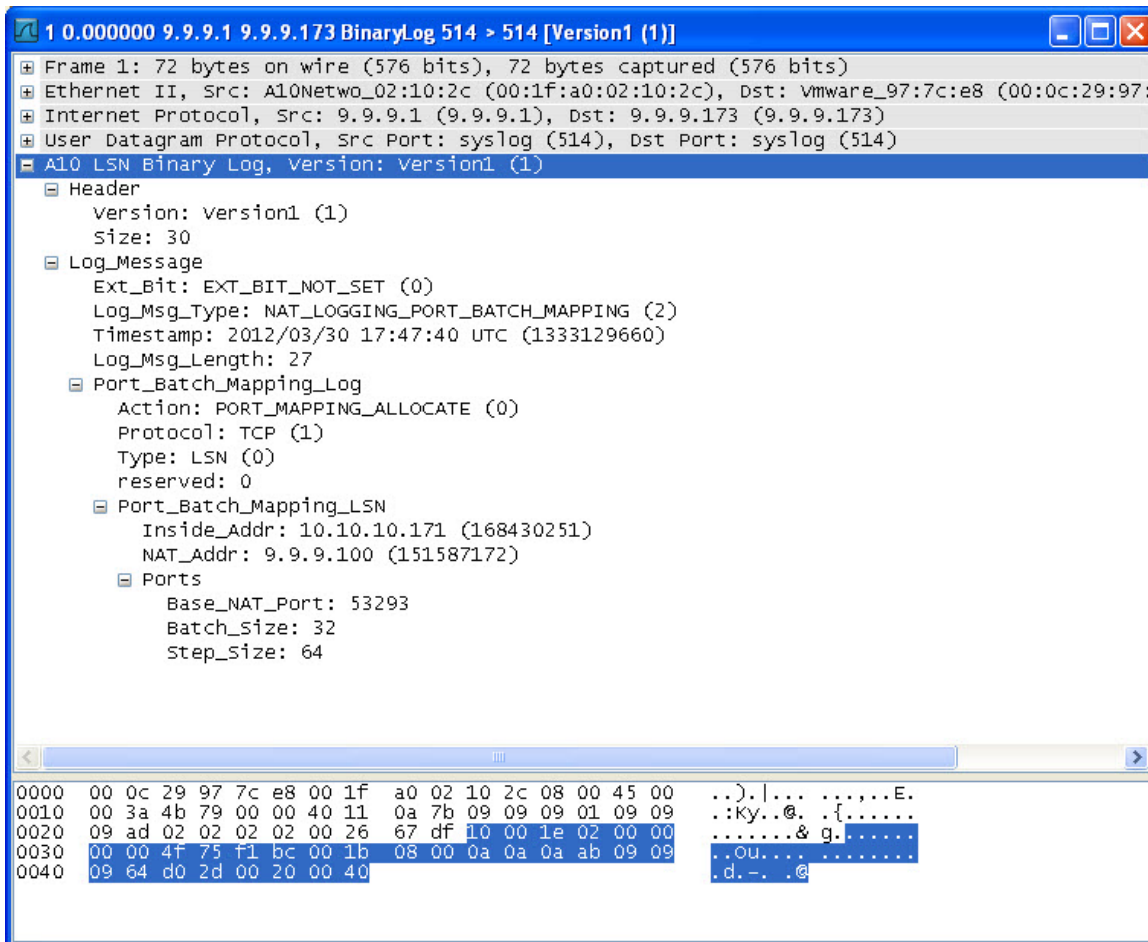 1 0.000000 9.9.9.1 9.9.9.173 BinaryLog 514 > 514 [Version1 (1)]
Frame 1: 72 bytes on wire (576 bits), 72 bytes captured (576 bits)
Ethernet II, Src: A10Netwo_02:10:2c (00:1f:a0:02:10:2c), Dst: Vmware_97:7c:e8 (00:0c:29:97:
Internet Protocol, Src: 9.9.9.1 (9.9.9.1), Dst: 9.9.9.173 (9.9.9.173)
User Datagram Protocol, Src Port: syslog (514), Dst Port: syslog (514)
A10 LSN Binary Log, Version: Version1 (1)
Header
Version: Version1 (1)
Size: 30
Log_Message
Ext_Bit: EXT_BIT_NOT_SET (0)
Log_Msg_Type: NAT_LOGGING_PORT_BATCH_MAPPING (2)
Timestamp: 2012/03/30 17:47:40 UTC (1333129660)
Log_Msg_Length: 27
Port_Batch_Mapping_Log
Action: PORT_MAPPING_ALLOCATE (0)
Protocol: TCP (1)
Type: LSN (0)
reserved: 0
Port_Batch_Mapping_LSN
Inside_Addr: 10.10.10.171 (168430251)
NAT_Addr: 9.9.9.100 (151587172)
Ports
Base_NAT_Port: 53293
Batch_Size: 32
Step_Size: 64
0000 00 0c 29 97 7c e8 00 1f a0 02 10 2c 08 00 45 00 ..).|... ...,..E.
0010 00 3a 4b 79 00 00 40 11 0a 7b 09 09 09 01 09 09 .:Ky..@. .{......
0020 09 ad 02 02 02 02 00 26 67 df 10 00 1e 02 00 00 .......& g.......
0030 00 00 4f 75 f1 bc 00 1b 08 00 0a 0a 0a ab 09 09 ..Ou.... ........
0040 09 64 d0 2d 00 20 00 40 .d.-. .@